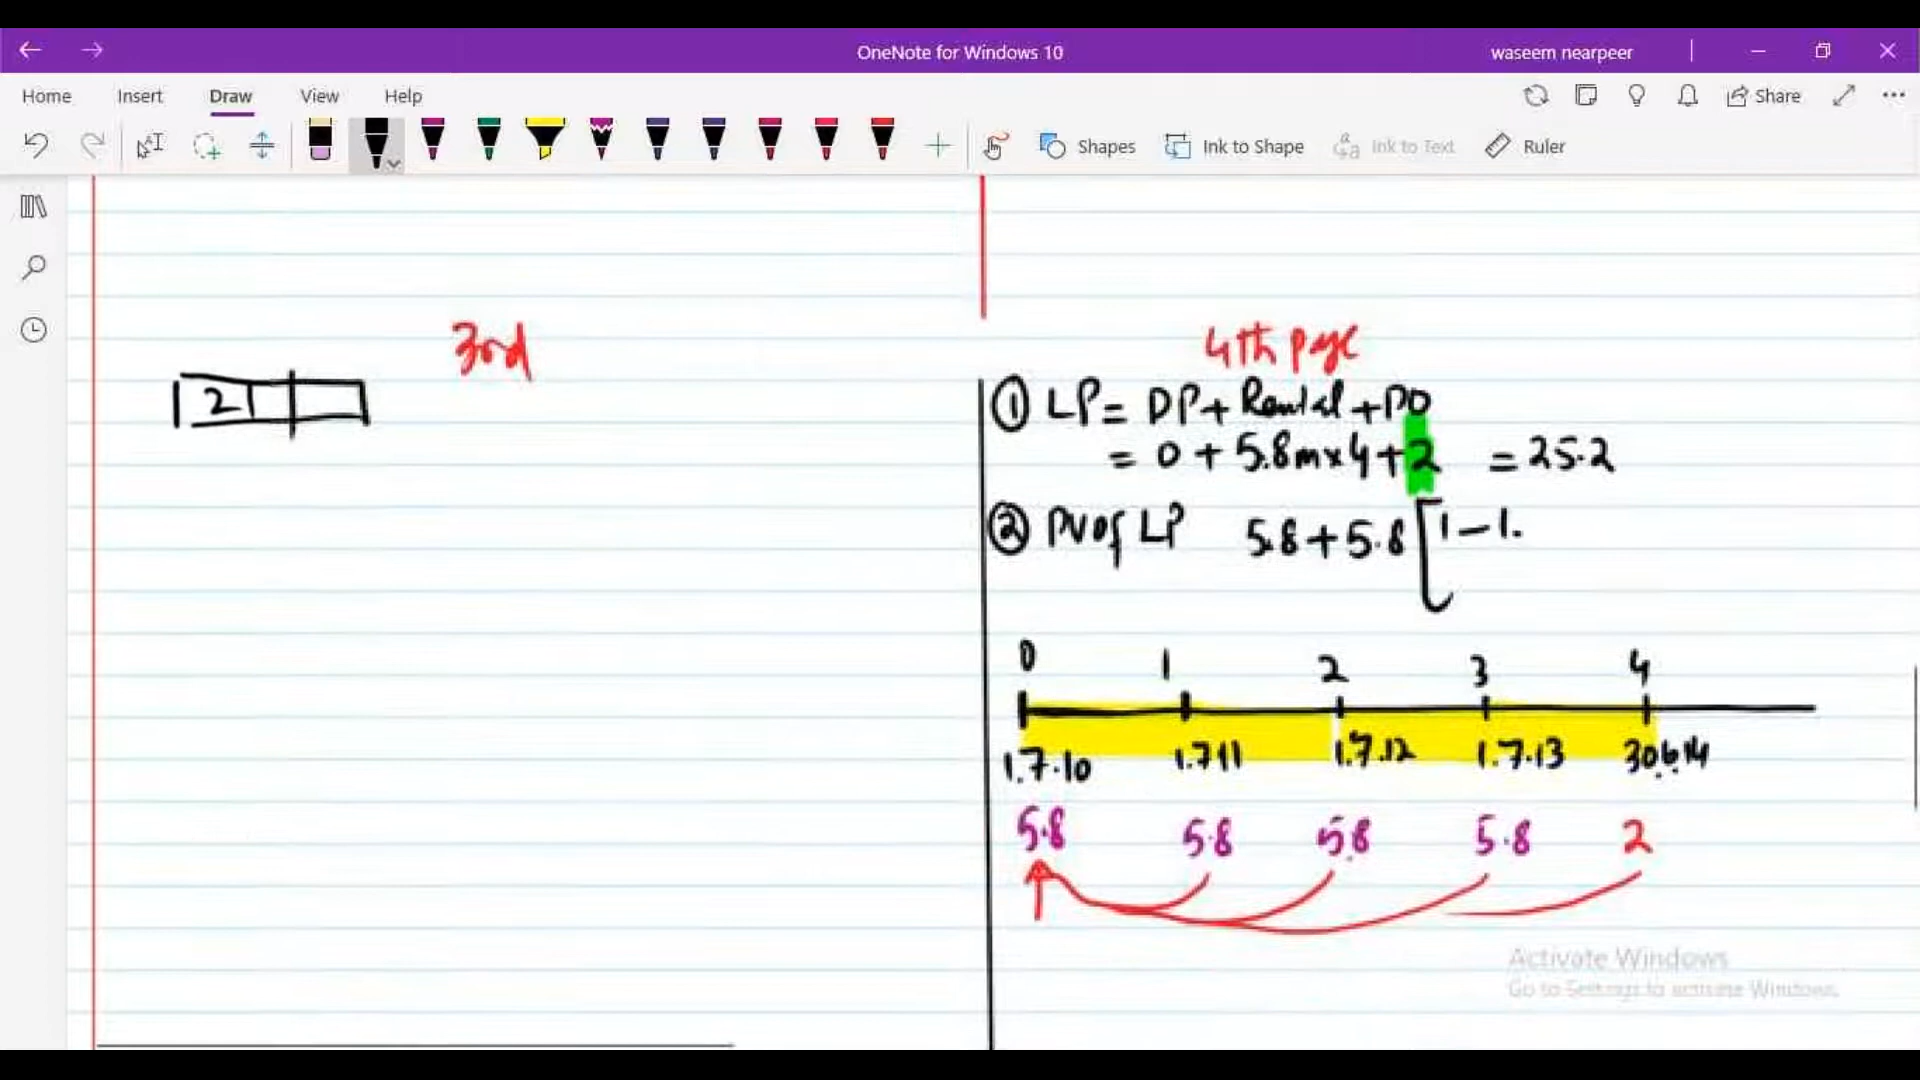 OneNote for Windows 10
waseem nearpeer
Home Insert Draw View Help
Share
Shapes Ink to Shape Ink to Text Ruler
3rd
2
4th page
① LP = DP + Rental + PO
= 0 + 5.8m x 4 + 2 = 25.2
② PV of LP 5.8 + 5.8 [ 1 - 1.
0 1 2 3 4
1.7.10 1.711 1.7.12 1.7.13 30.6.14
5.8 5.8 5.8 5.8 2
Activate Windows
Go to Settings to activate Windows.